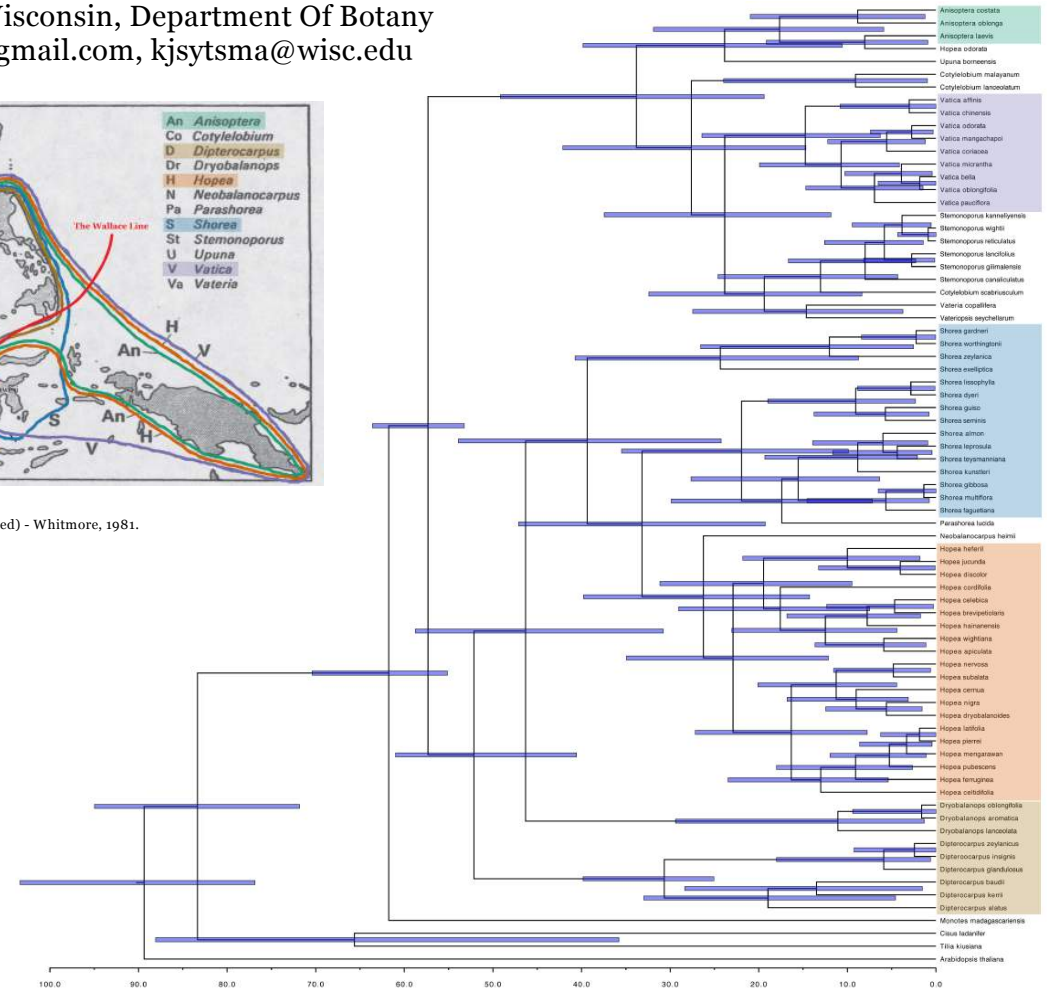 Visconsin, Department Of Botany
gmail.com, kjsytsma@wisc.edu
An Anisoptera
Co Cotylelobium
D Dipterocarpus
Dr Dryobalanops
H Hopea
N Neobalanocarpus
Pa Parashorea
S Shorea
St Stemonoporus
U Upuna
V Vatica
Va Vateria
The Wallace Line
H
An
V
S
An
H
V
ed) - Whitmore, 1981.
Anisoptera costata
Anisoptera oblonga
Anisoptera laevis
Hopea odorata
Upuna borneensis
Cotylelobium malayanum
Cotylelobium lanceolatum
Vatica affinis
Vatica chinensis
Vatica odorata
Vatica mangachapoi
Vatica coriacea
Vatica micrantha
Vatica bella
Vatica oblongifolia
Vatica pauciflora
Stemonoporus kanneliyensis
Stemonoporus wightii
Stemonoporus reticulatus
Stemonoporus lancifolius
Stemonoporus gilimalensis
Stemonoporus canaliculatus
Cotylelobium scabriusculum
Vateria copallifera
Vateriopsis seychellarum
Shorea gardneri
Shorea worthingtonii
Shorea zeylanica
Shorea exelliptica
Shorea lissophylla
Shorea dyeri
Shorea guiso
Shorea seminis
Shorea almon
Shorea leprosula
Shorea teysmanniana
Shorea kunstleri
Shorea gibbosa
Shorea multiflora
Shorea faguetiana
Parashorea lucida
Neobalanocarpus heimii
Hopea helferii
Hopea jucunda
Hopea discolor
Hopea cordifolia
Hopea celebica
Hopea brevipetiolaris
Hopea hainanensis
Hopea wightiana
Hopea apiculata
Hopea nervosa
Hopea subalata
Hopea cernua
Hopea nigra
Hopea dryobalanoides
Hopea latifolia
Hopea pierrei
Hopea mengarawan
Hopea pubescens
Hopea ferruginea
Hopea celtidifolia
Dryobalanops oblongifolia
Dryobalanops aromatica
Dryobalanops lanceolata
Dipterocarpus zeylanicus
Dipterocarpus insignis
Dipterocarpus glandulosus
Dipterocarpus baudii
Dipterocarpus kerrii
Dipterocarpus alatus
Monotes madagascariensis
Cistus ladanifer
Tilia kiusiana
Arabidopsis thaliana
100.0 90.0 80.0 70.0 60.0 50.0 40.0 30.0 20.0 10.0 0.0